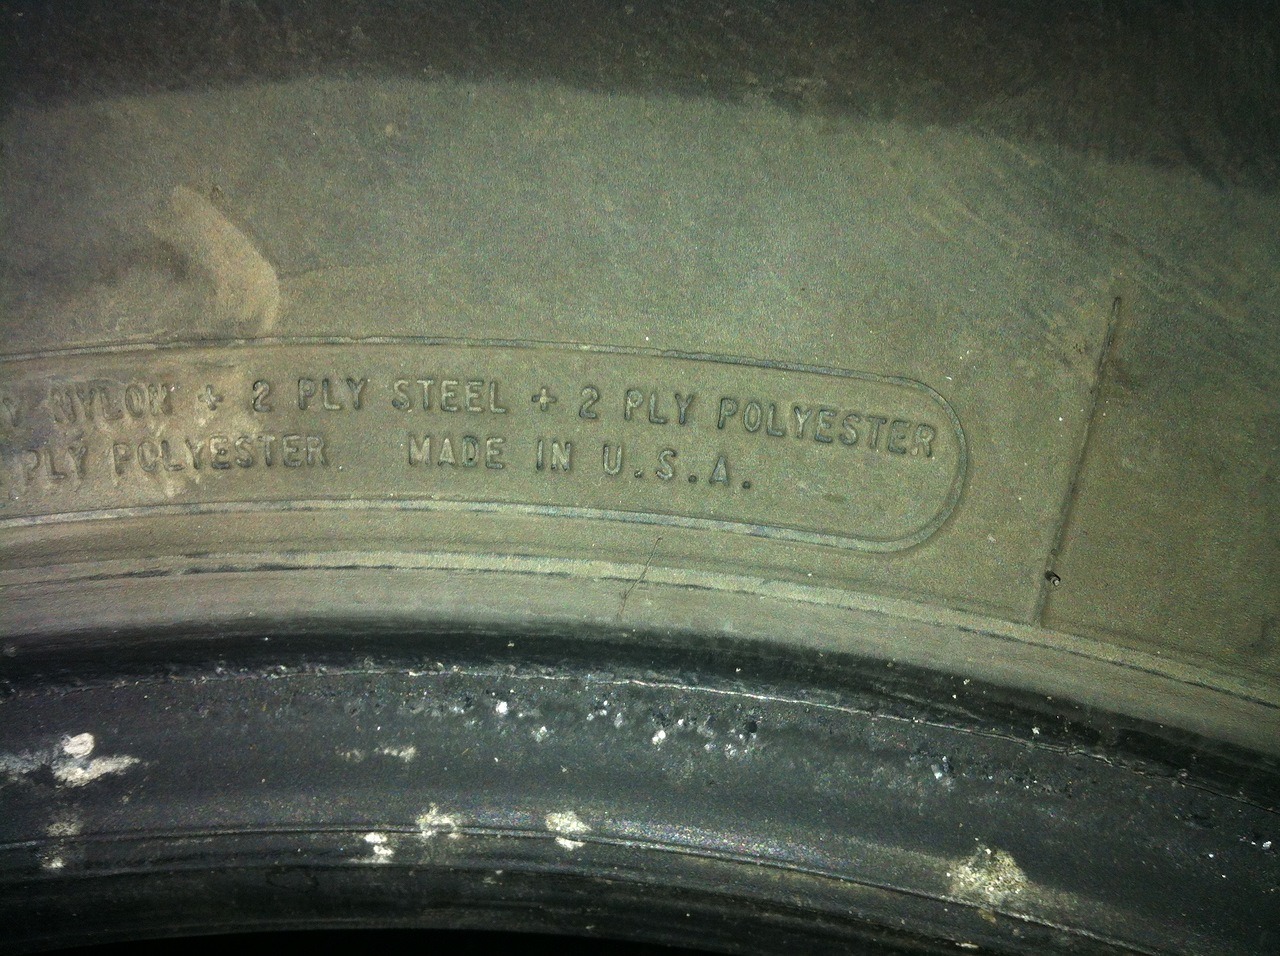 NYLON + 2 PLY STEEL + 2 PLY POLYESTER
PLY POLYESTER MADE IN U.S.A.